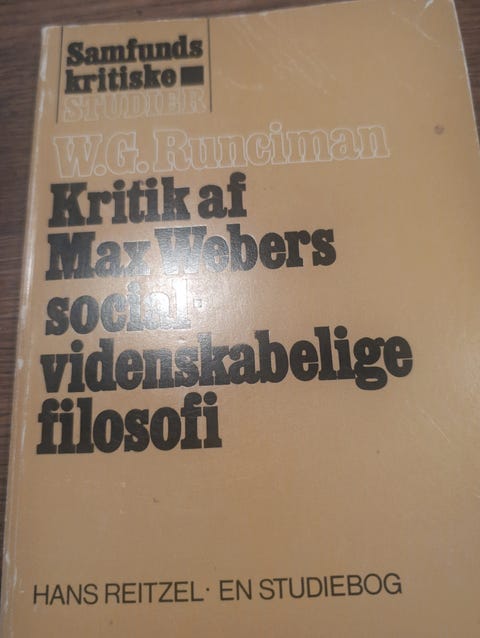 Samfunds
kritiske
STUDIER
W.G. Runciman
Kritik af
Max Webers
social-
videnskabelige
filosofi
HANS REITZEL · EN STUDIEBOG